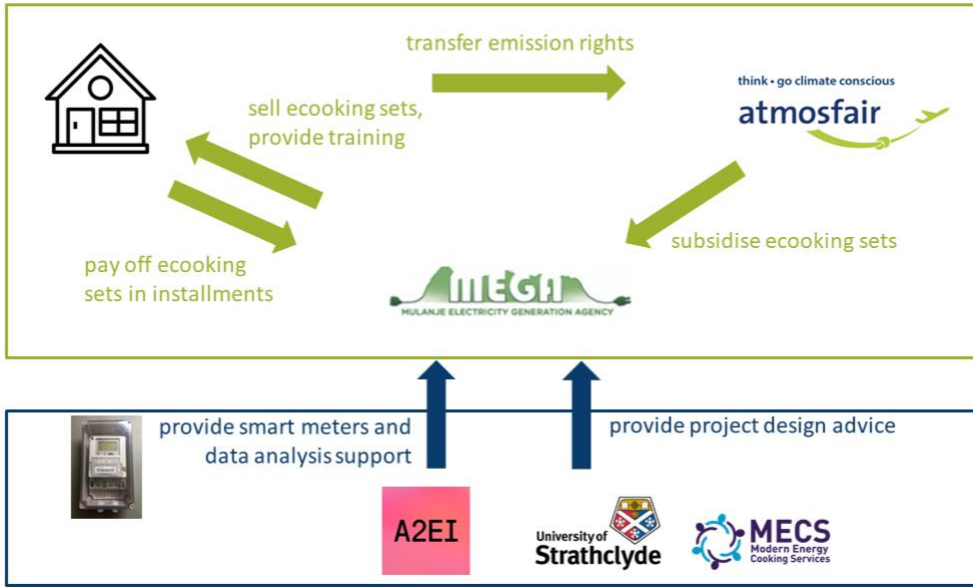 transfer emission rights
think • go climate conscious
atmosfair
sell ecooking sets,
provide training
subsidise ecooking sets
pay off ecooking
sets in installments
MEGA
MULANJE ELECTRICITY GENERATION AGENCY
provide smart meters and
data analysis support
provide project design advice
A2EI
University of
Strathclyde
MECS
Modern Energy
Cooking Services